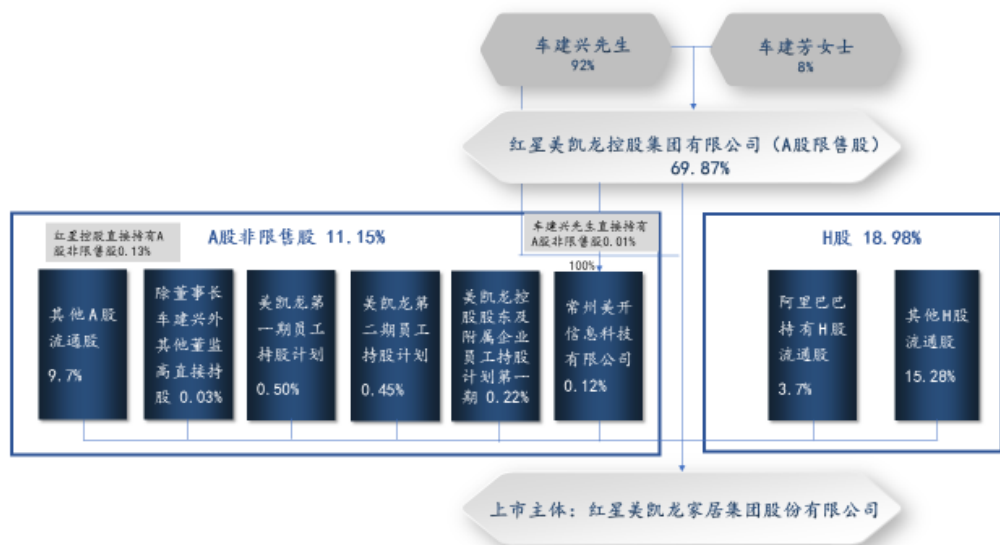 车建兴先生
92%
车建芳女士
8%
红星美凯龙控股集团有限公司（A股限售股）
69.87%
红星控股直接持有A
股非限售股0.13%
A股非限售股 11.15%
车建兴先生直接持有
A股非限售股0.01%
H股 18.98%
100%
其他A股
流通股
9.7%
除董事长
车建兴外
其他董监
高直接持
股 0.03%
美凯龙第
一期员工
持股计划
0.50%
美凯龙第
二期员工
持股计划
0.45%
美凯龙控
股股东及
附属企业
员工持股
计划第一
期 0.22%
常州美开
信息科技
有限公司
0.12%
阿里巴巴
持有H股
流通股
3.7%
其他H股
流通股
15.28%
上市主体：红星美凯龙家居集团股份有限公司